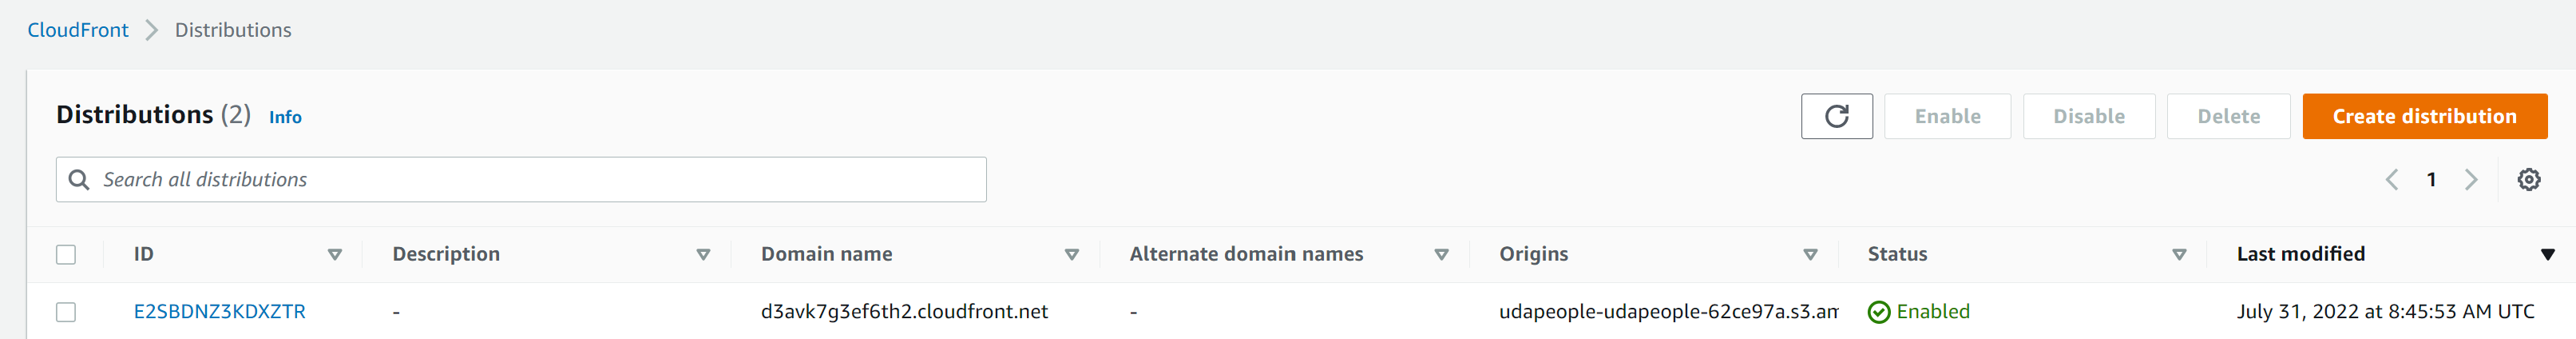 CloudFront Distributions
Distributions (2) Info
Enable Disable Delete Create distribution
Search all distributions
1
ID Description Domain name Alternate domain names Origins Status Last modified
E2SBDNZ3KDXZTR - d3avk7g3ef6th2.cloudfront.net - udapeople-udapeople-62ce97a.s3.am Enabled July 31, 2022 at 8:45:53 AM UTC